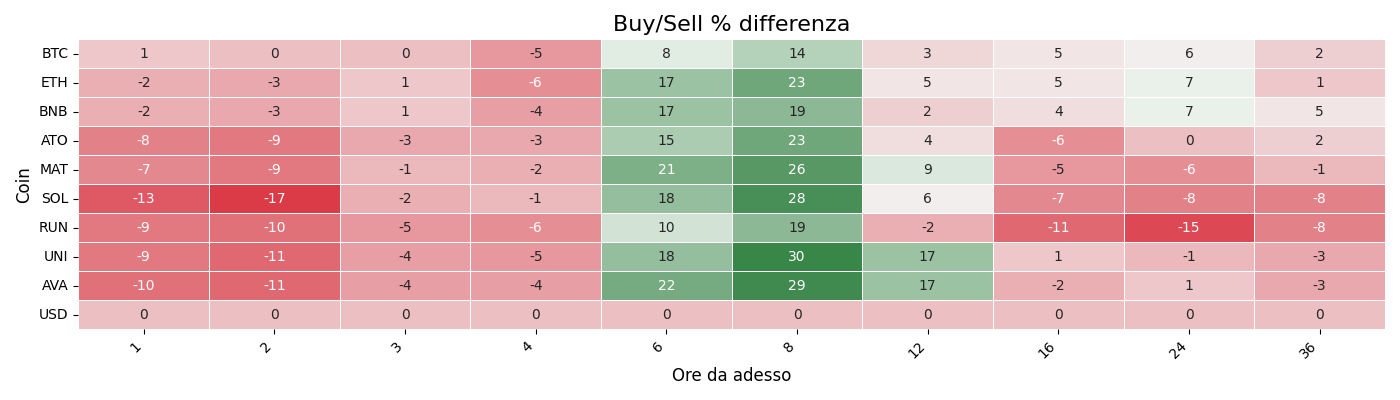 Buy/Sell % differenza
Coin
BTC 1 0 0 -5 8 14 3 5 6 2
ETH -2 -3 1 -6 17 23 5 5 7 1
BNB -2 -3 1 -4 17 19 2 4 7 5
ATO -8 -9 -3 -3 15 23 4 -6 0 2
MAT -7 -9 -1 -2 21 26 9 -5 -6 -1
SOL -13 -17 -2 -1 18 28 6 -7 -8 -8
RUN -9 -10 -5 -6 10 19 -2 -11 -15 -8
UNI -9 -11 -4 -5 18 30 17 1 -1 -3
AVA -10 -11 -4 -4 22 29 17 -2 1 -3
USD 0 0 0 0 0 0 0 0 0 0
1 2 3 4 6 8 12 16 24 36
Ore da adesso